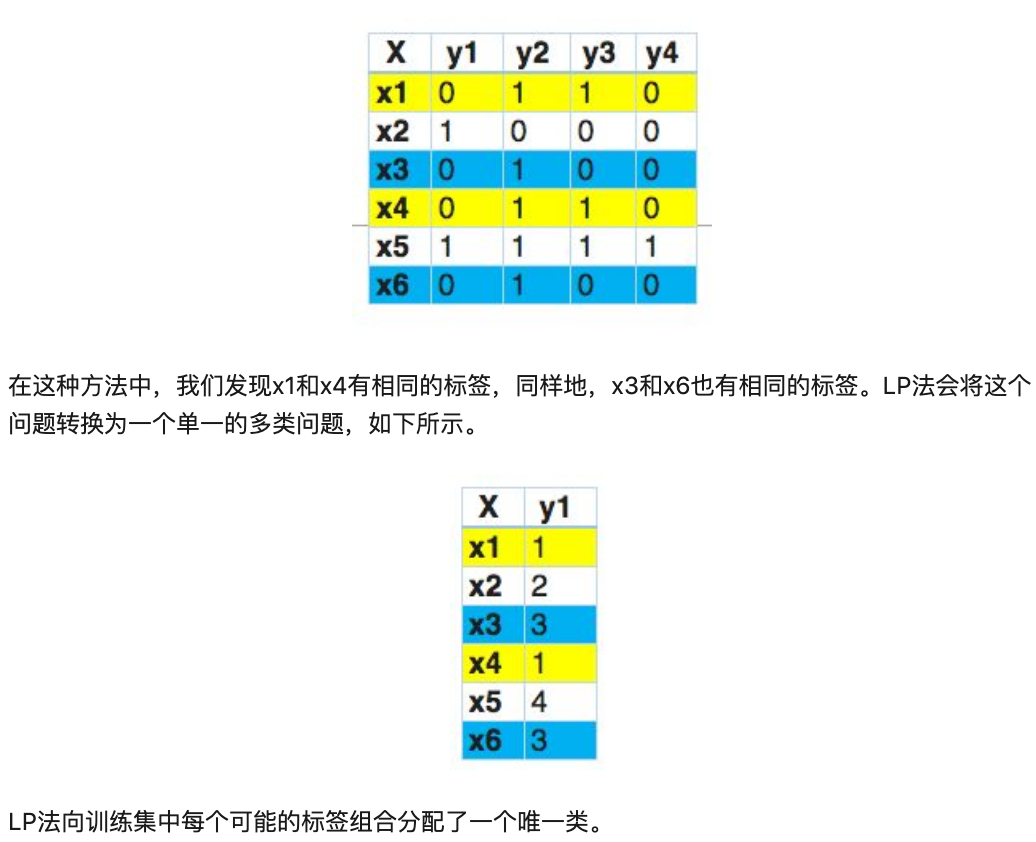 X y1 y2 y3 y4
x1 0 1 1 0
x2 1 0 0 0
x3 0 1 0 0
x4 0 1 1 0
x5 1 1 1 1
x6 0 1 0 0
在这种方法中，我们发现x1和x4有相同的标签，同样地，x3和x6也有相同的标签。LP法会将这个
问题转换为一个单一的多类问题，如下所示。
X y1
x1 1
x2 2
x3 3
x4 1
x5 4
x6 3
LP法向训练集中每个可能的标签组合分配了一个唯一类。